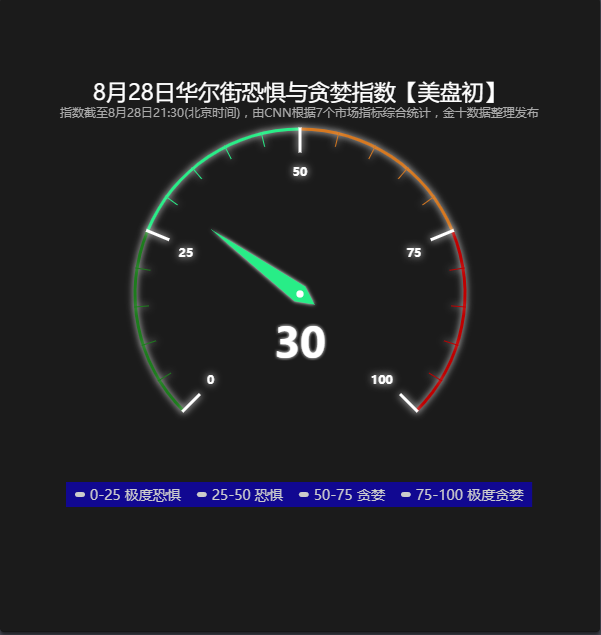 8月28日华尔街恐惧与贪婪指数【美盘初】
指数截至8月28日21:30(北京时间)，由CNN根据7个市场指标综合统计，金十数据整理发布
50
25
75
30
0
100
0-25 极度恐惧
25-50 恐惧
50-75 贪婪
75-100 极度贪婪